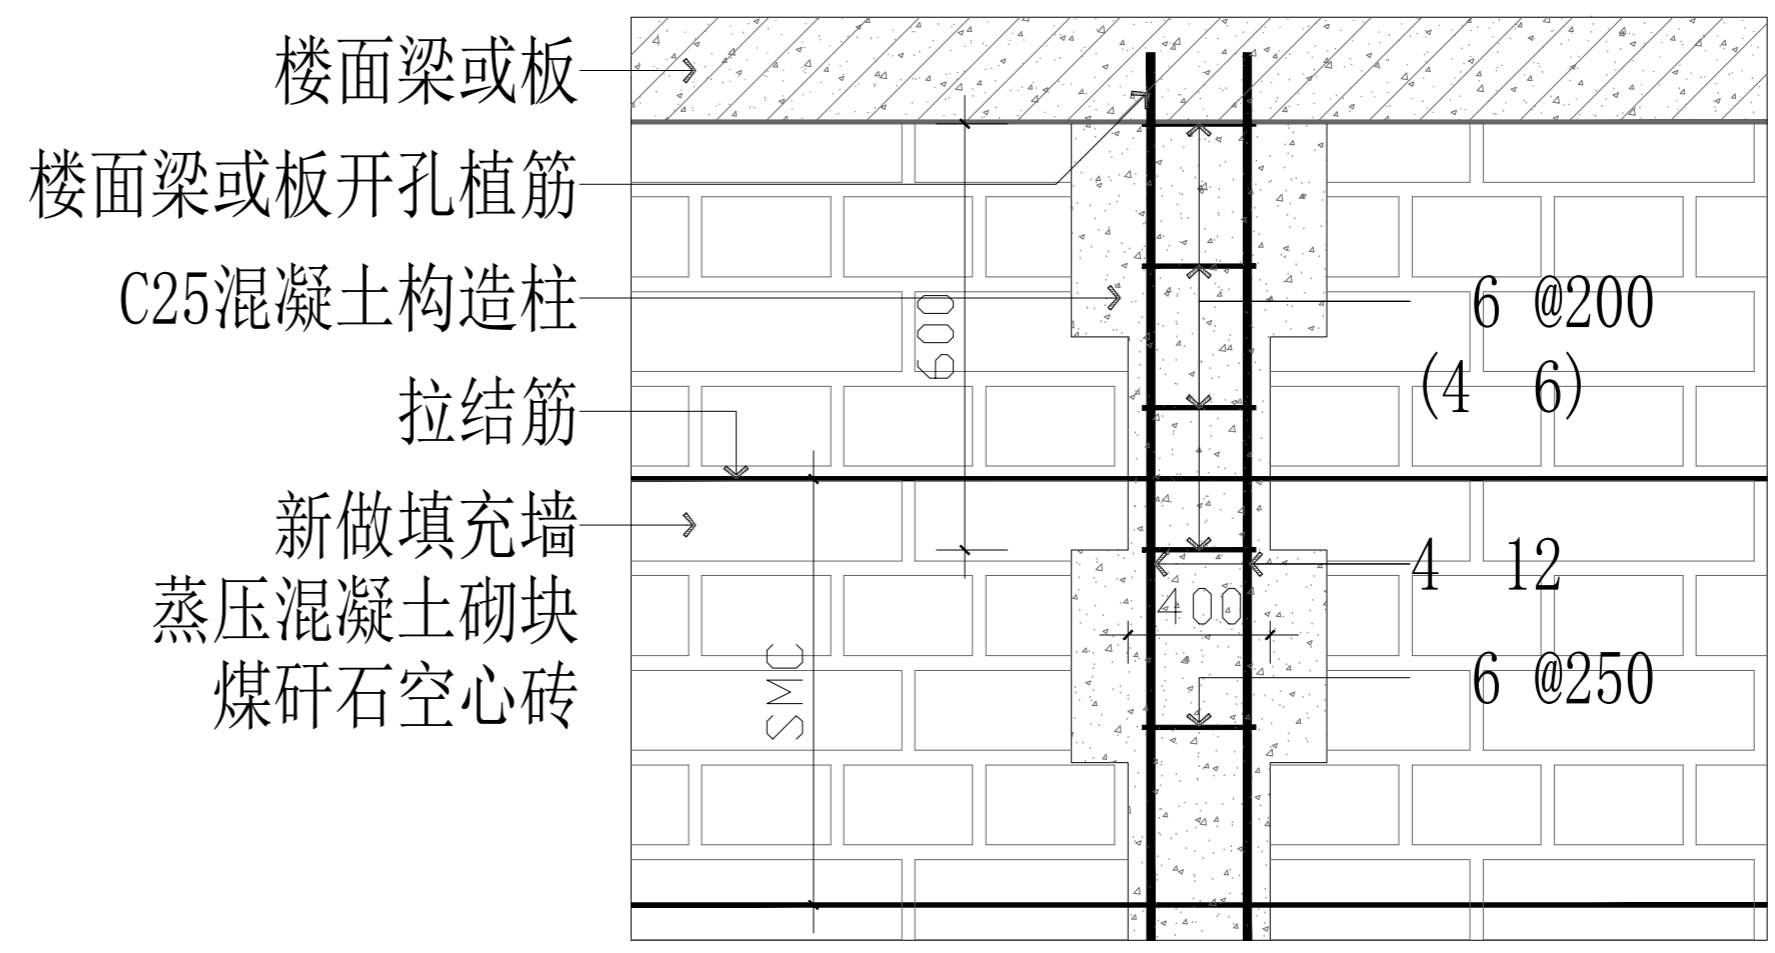 楼面梁或板
楼面梁或板开孔植筋
C25混凝土构造柱
拉结筋
新做填充墙
蒸压混凝土砌块
煤矸石空心砖
600
SMC
400
6 @200
(4 6)
4 12
6 @250